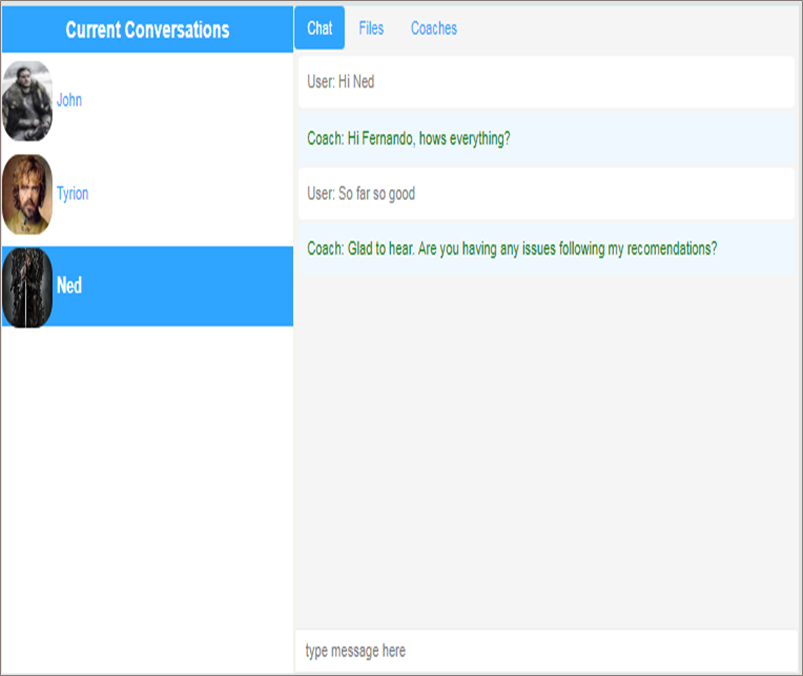 Current Conversations
John
Tyrion
Ned
Chat Files Coaches
User: Hi Ned
Coach: Hi Fernando, hows everything?
User: So far so good
Coach: Glad to hear. Are you having any issues following my recomendations?
type message here